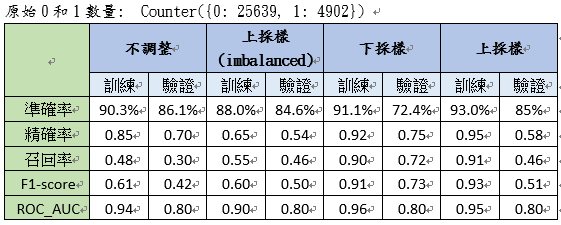 原始0和1數量: Counter({0: 25639, 1: 4902})
不調整 上採樣 (imbalanced) 下採樣 上採樣
訓練 驗證 訓練 驗證 訓練 驗證 訓練 驗證
準確率 90.3% 86.1% 88.0% 84.6% 91.1% 72.4% 93.0% 85%
精確率 0.85 0.70 0.65 0.54 0.92 0.75 0.95 0.58
召回率 0.48 0.30 0.55 0.46 0.90 0.72 0.91 0.46
F1-score 0.61 0.42 0.60 0.50 0.91 0.73 0.93 0.51
ROC_AUC 0.94 0.80 0.90 0.80 0.96 0.80 0.95 0.80